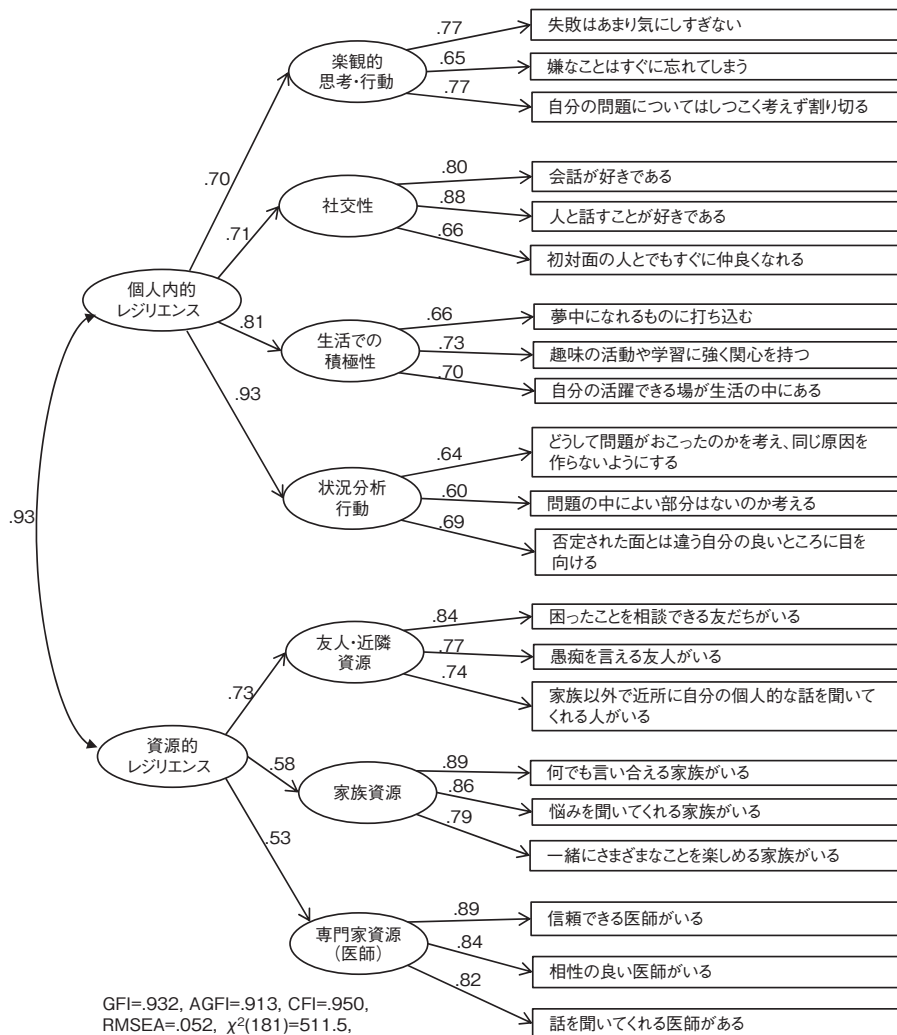 .77
失敗はあまり気にしすぎない
楽観的
思考・行動
.65
嫌なことはすぐに忘れてしまう
.77
自分の問題についてはしつこく考えず割り切る
.70
.80
会話が好きである
社交性
.88
人と話すことが好きである
.71
.66
初対面の人とでもすぐに仲良くなれる
個人内的
レジリエンス
.81
.66
夢中になれるものに打ち込む
生活での
積極性
.73
趣味の活動や学習に強く関心を持つ
.70
自分の活躍できる場が生活の中にある
.93
.64
どうして問題がおこったのかを考え、同じ原因を
作らないようにする
状況分析
行動
.60
問題の中によい部分はないのか考える
.69
否定された面とは違う自分の良いところに目を
向ける
.93
.84
困ったことを相談できる友だちがいる
友人・近隣
資源
.77
愚痴を言える友人がいる
.74
家族以外で近所に自分の個人的な話を聞いて
くれる人がいる
.73
資源的
レジリエンス
.58
.89
何でも言い合える家族がいる
家族資源
.86
悩みを聞いてくれる家族がいる
.79
一緒にさまざまなことを楽しめる家族がいる
.53
.89
信頼できる医師がいる
専門家資源
（医師）
.84
相性の良い医師がいる
.82
話を聞いてくれる医師がある
GFI=.932, AGFI=.913, CFI=.950,
RMSEA=.052, χ²(181)=511.5,